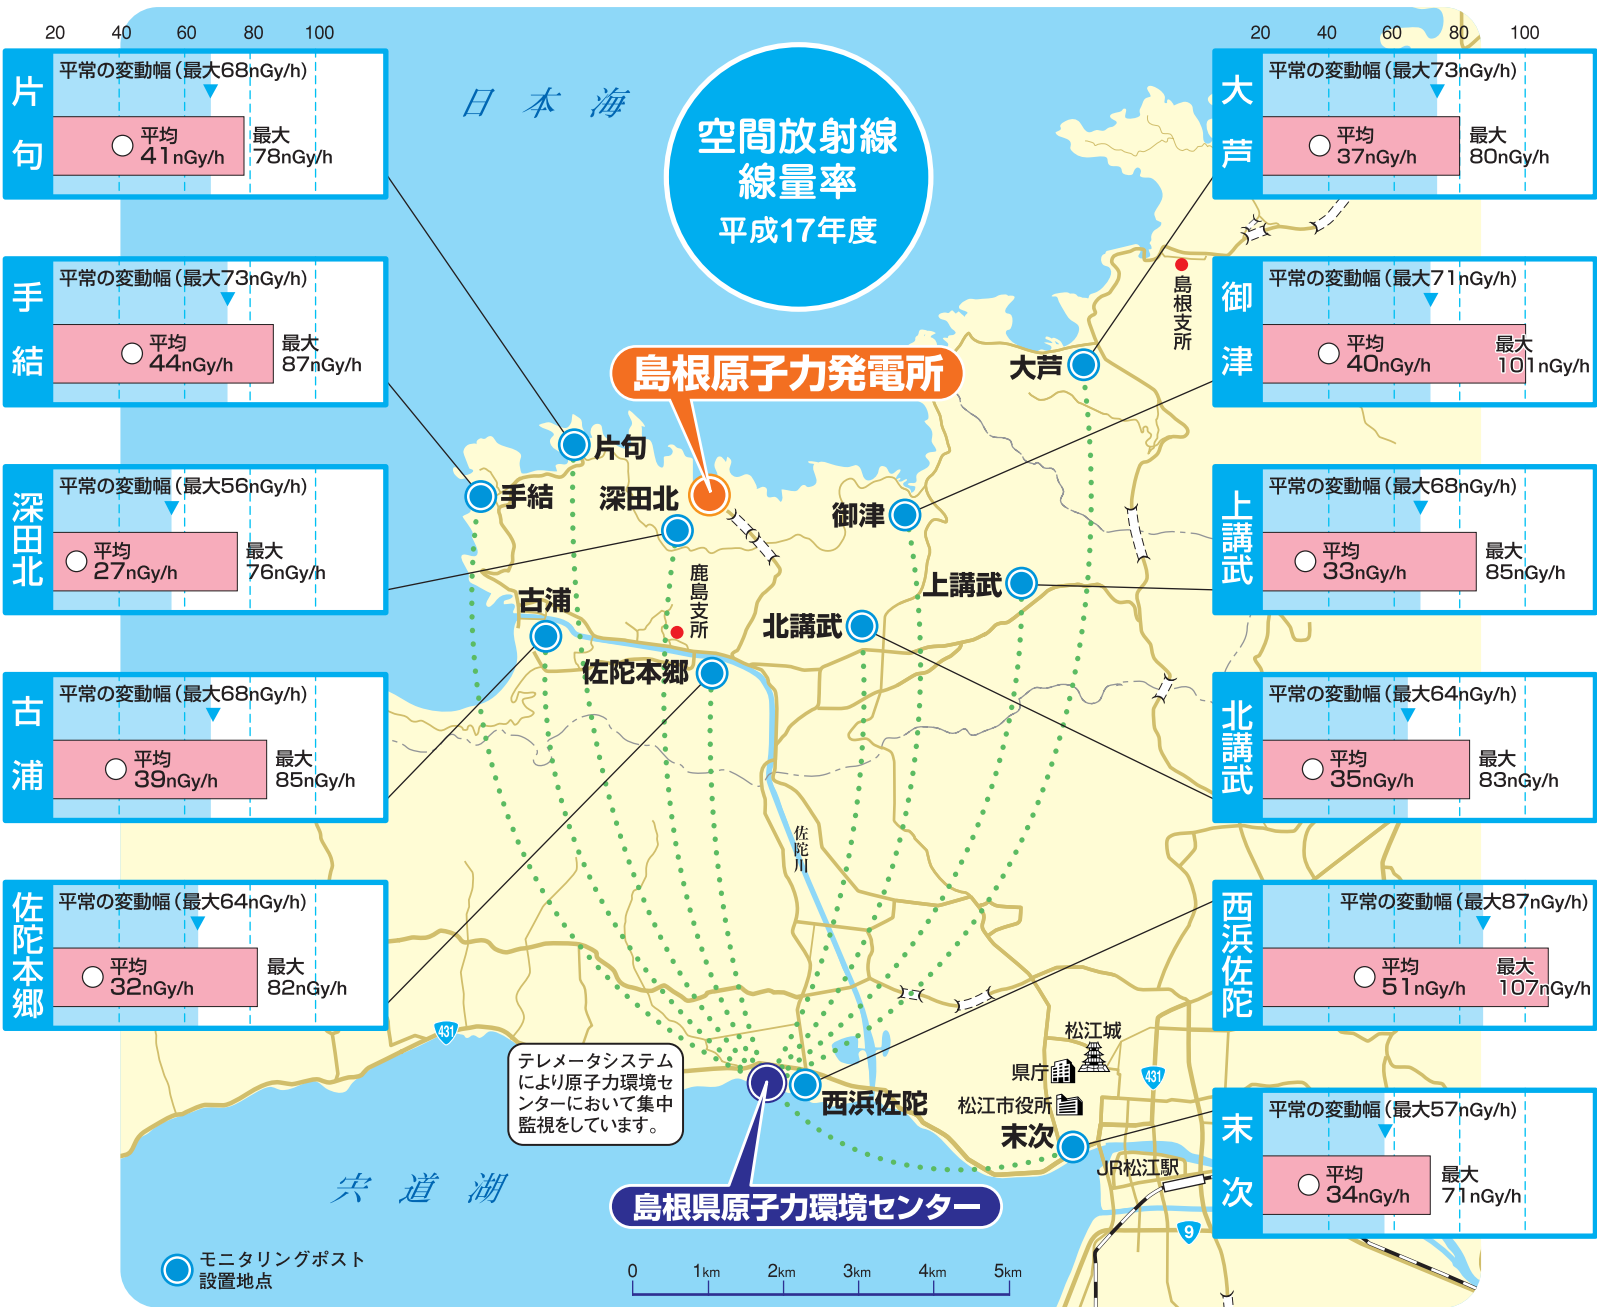 20 40 60 80 100
片句
平常の変動幅(最大68nGy/h)
平均
41nGy/h
最大
78nGy/h
手結
平常の変動幅(最大73nGy/h)
平均
44nGy/h
最大
87nGy/h
深田北
平常の変動幅(最大56nGy/h)
平均
27nGy/h
最大
76nGy/h
古浦
平常の変動幅(最大68nGy/h)
平均
39nGy/h
最大
85nGy/h
佐陀本郷
平常の変動幅(最大64nGy/h)
平均
32nGy/h
最大
82nGy/h
日本海
空間放射線
線量率
平成17年度
島根原子力発電所
島根支所
大芦
片句
手結
深田北
御津
鹿島支所
古浦
上講武
北講武
佐陀本郷
佐陀川
431
松江城
県庁
431
松江市役所
西浜佐陀
末次
JR松江駅
9
テレメータシステム
により原子力環境セ
ンターにおいて集中
監視をしています。
宍道湖
島根県原子力環境センター
モニタリングポスト
設置地点
0 1km 2km 3km 4km 5km
20 40 60 80 100
大芦
平常の変動幅(最大73nGy/h)
平均
37nGy/h
最大
80nGy/h
御津
平常の変動幅(最大71nGy/h)
平均
40nGy/h
最大
101nGy/h
上講武
平常の変動幅(最大68nGy/h)
平均
33nGy/h
最大
85nGy/h
北講武
平常の変動幅(最大64nGy/h)
平均
35nGy/h
最大
83nGy/h
西浜佐陀
平常の変動幅(最大87nGy/h)
平均
51nGy/h
最大
107nGy/h
末次
平常の変動幅(最大57nGy/h)
平均
34nGy/h
最大
71nGy/h